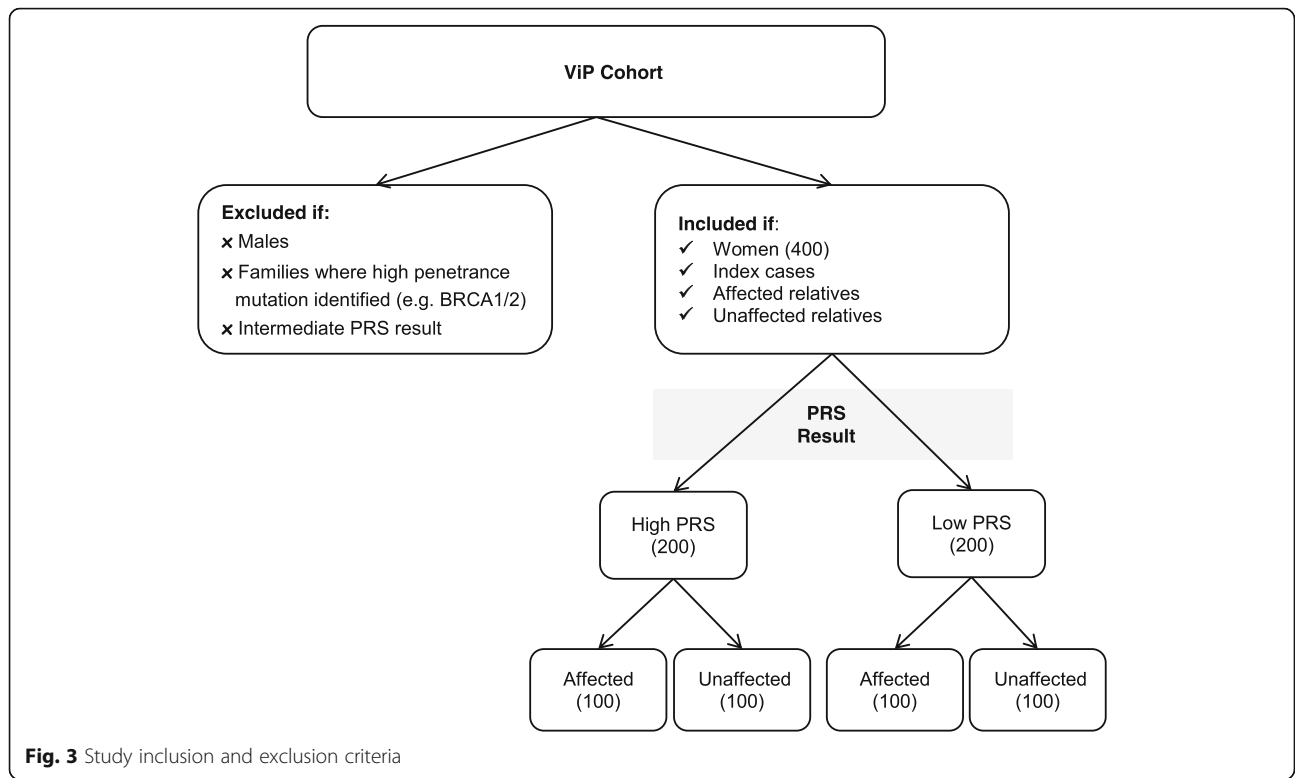 ViP Cohort
Excluded if:
✗ Males
✗ Families where high penetrance
mutation identified (e.g. BRCA1/2)
✗ Intermediate PRS result
Included if:
✓ Women (400)
✓ Index cases
✓ Affected relatives
✓ Unaffected relatives
PRS
Result
High PRS
(200)
Low PRS
(200)
Affected
(100)
Unaffected
(100)
Affected
(100)
Unaffected
(100)
Fig. 3 Study inclusion and exclusion criteria